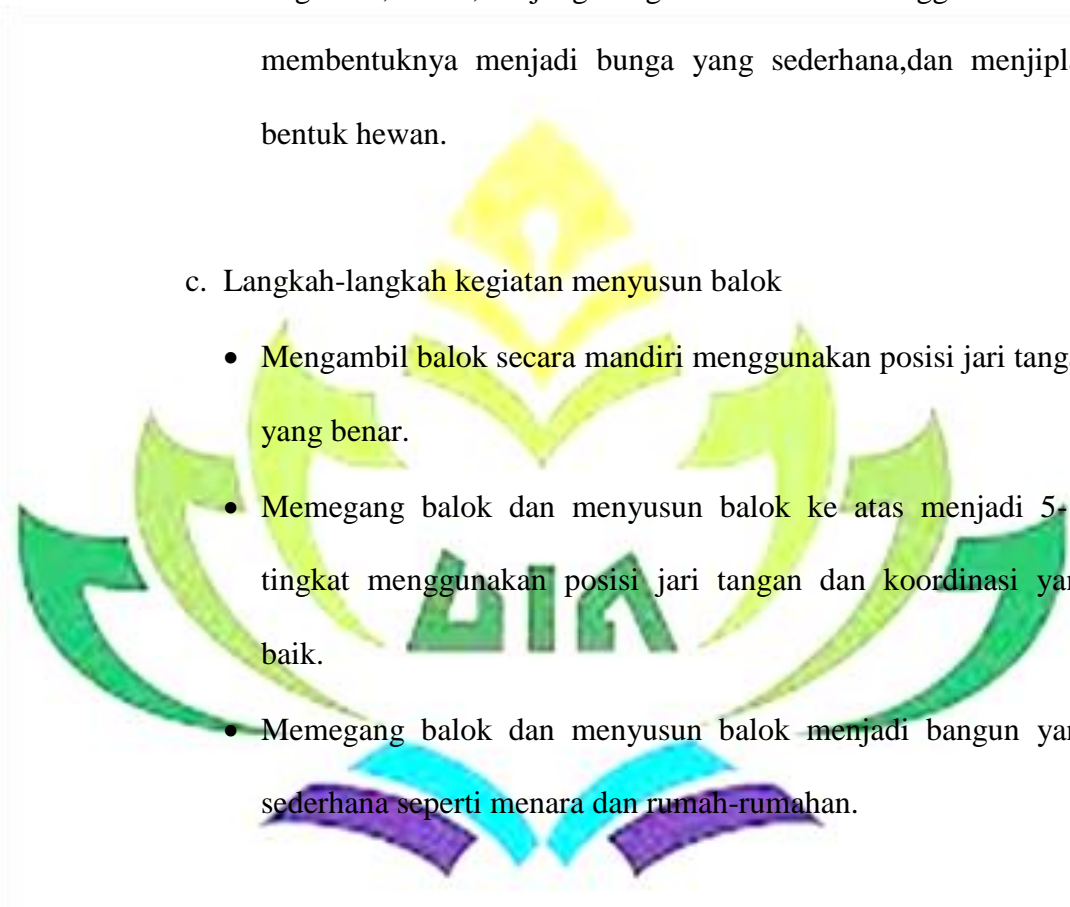 membentuknya menjadi bunga yang sederhana,dan menjipla
bentuk hewan.
c. Langkah-langkah kegiatan menyusun balok
• Mengambil balok secara mandiri menggunakan posisi jari tanga
yang benar.
• Memegang balok dan menyusun balok ke atas menjadi 5-
tingkat menggunakan posisi jari tangan dan koordinasi yan
baik.
• Memegang balok dan menyusun balok menjadi bangun yan
sederhana seperti menara dan rumah-rumahan.